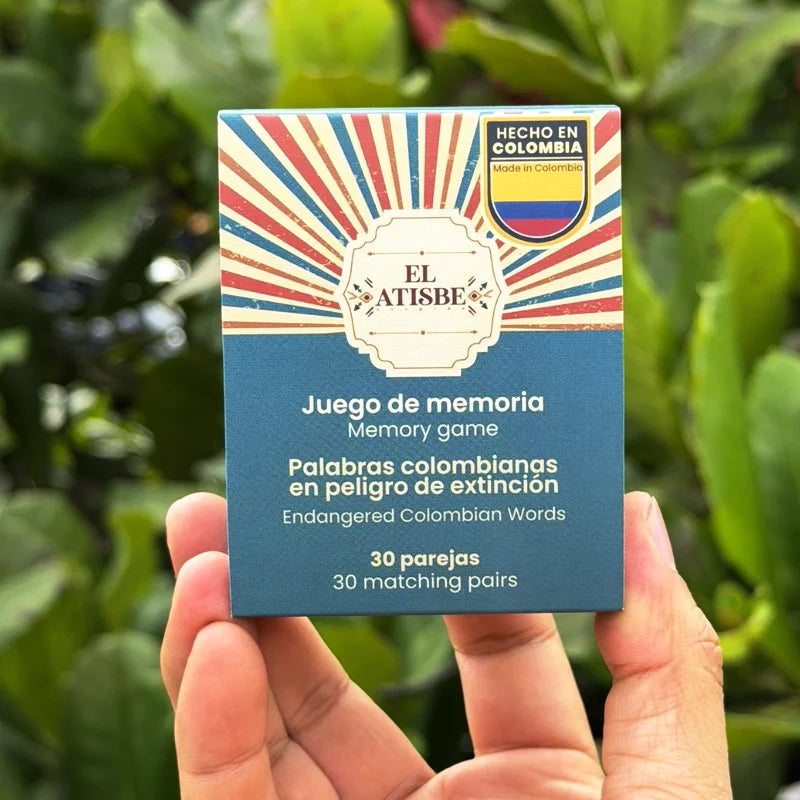 HECHO EN
COLOMBIA
Made in Colombia
EL
ATISBE
Juego de memoria
Memory game
Palabras colombianas
en peligro de extinción
Endangered Colombian Words
30 parejas
30 matching pairs